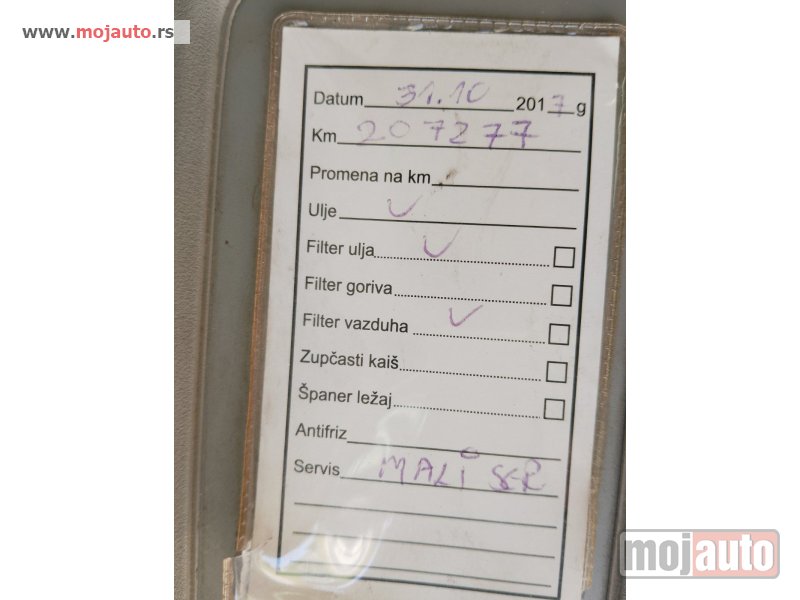 www.mojauto.rs
Datum 31.10 2017 g
Km 207277
Promena na km
Ulje ✓
Filter ulja ✓
Filter goriva
Filter vazduha ✓
Zupčasti kaiš
Španer ležaj
Antifriz
Servis MALi SER
mojauto